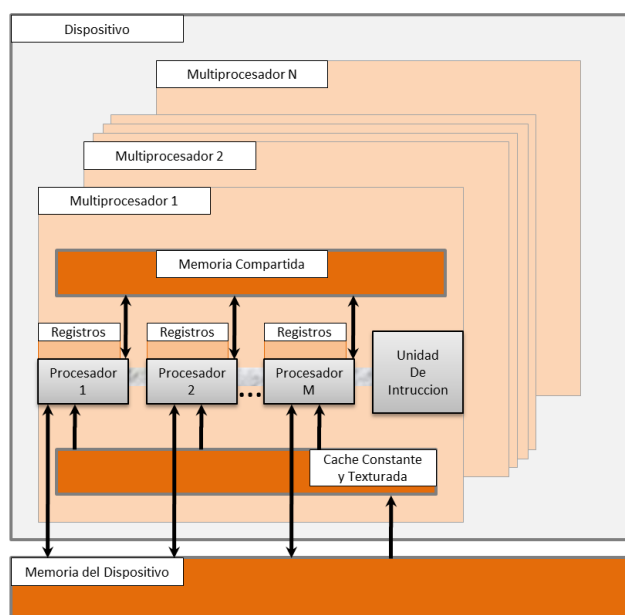 Dispositivo
Multiprocesador N
Multiprocesador 2
Multiprocesador 1
Memoria Compartida
Registros
Registros
Registros
Procesador
1
Procesador
2
...
Procesador
M
Unidad
De
Intruccion
Cache Constante
y Texturada
Memoria del Dispositivo